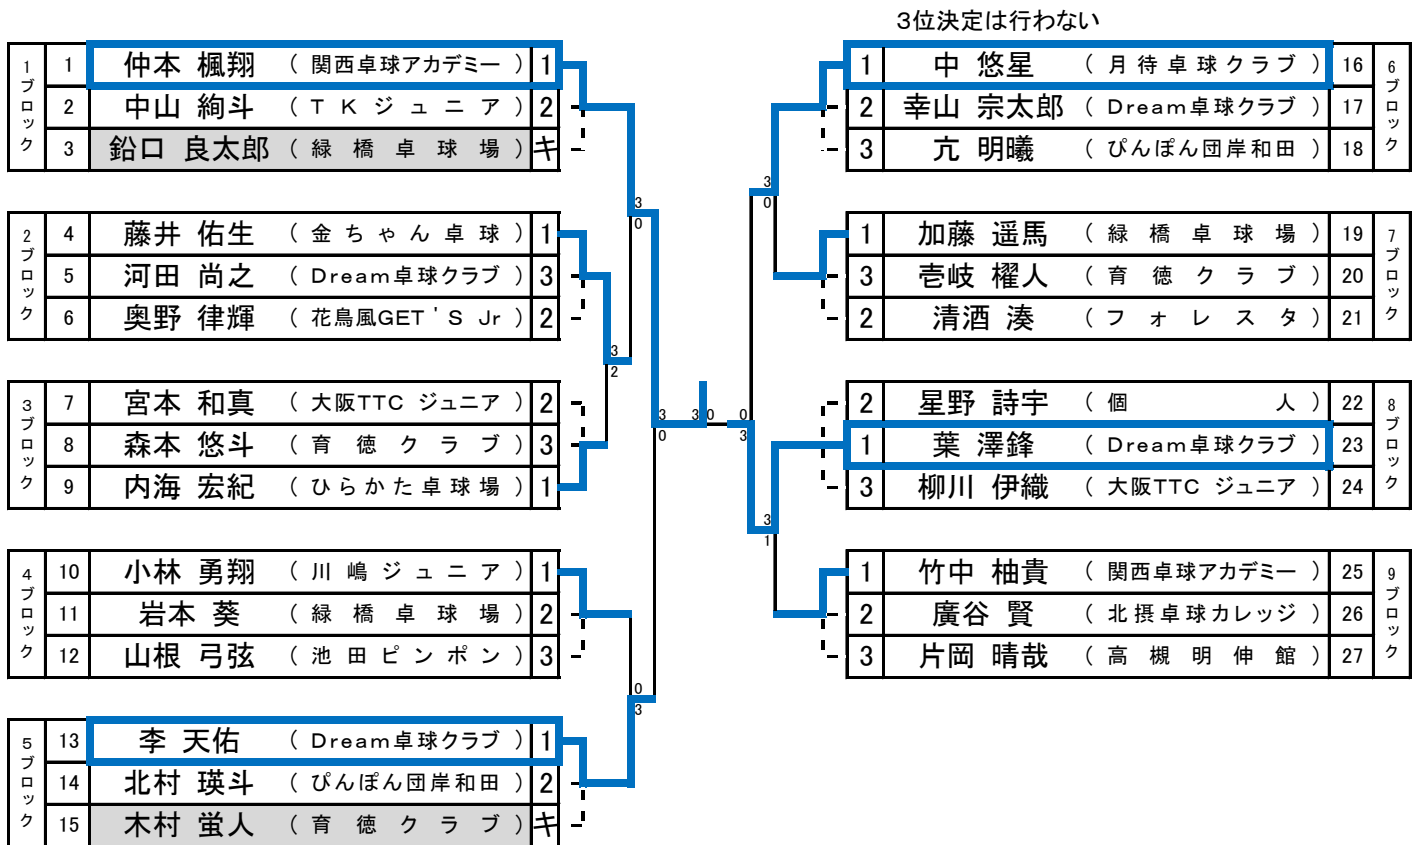 3位決定は行わない
1ブロック
1 仲本 楓翔 （ 関西卓球アカデミー ） 1
2 中山 絢斗 （ T K ジュニア ） 2
3 鉛口 良太郎 （ 緑橋卓球場 ） キ
2ブロック
4 藤井 佑生 （ 金ちゃん卓球 ） 1
5 河田 尚之 （ Dream卓球クラブ ） 3
6 奥野 律輝 （ 花鳥風GET'S Jr ） 2
3ブロック
7 宮本 和真 （ 大阪TTC ジュニア ） 2
8 森本 悠斗 （ 育徳クラブ ） 3
9 内海 宏紀 （ ひらかた卓球場 ） 1
4ブロック
10 小林 勇翔 （ 川嶋ジュニア ） 1
11 岩本 葵 （ 緑橋卓球場 ） 2
12 山根 弓弦 （ 池田ピンポン ） 3
5ブロック
13 李 天佑 （ Dream卓球クラブ ） 1
14 北村 瑛斗 （ ぴんぽん団岸和田 ） 2
15 木村 蛍人 （ 育徳クラブ ） キ
3
0
3
2
3
0
0
3
3 0
0
3
3
0
3
1
6ブロック
1 中 悠星 （ 月待卓球クラブ ） 16
2 幸山 宗太郎 （ Dream卓球クラブ ） 17
3 亢 明曦 （ ぴんぽん団岸和田 ） 18
7ブロック
1 加藤 遥馬 （ 緑橋卓球場 ） 19
3 壱岐 櫂人 （ 育徳クラブ ） 20
2 清酒 湊 （ フォレスタ ） 21
8ブロック
2 星野 詩宇 （ 個人 ） 22
1 葉 澤鋒 （ Dream卓球クラブ ） 23
3 柳川 伊織 （ 大阪TTC ジュニア ） 24
9ブロック
1 竹中 柚貴 （ 関西卓球アカデミー ） 25
2 廣谷 賢 （ 北摂卓球カレッジ ） 26
3 片岡 晴哉 （ 高槻明伸館 ） 27